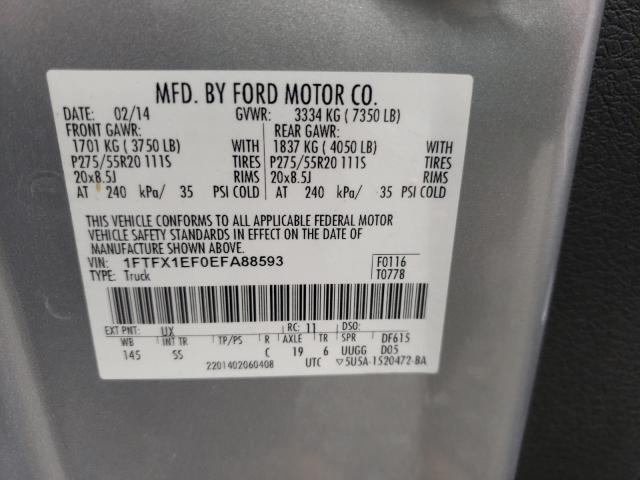 MFD. BY FORD MOTOR CO.
DATE: 02/14 GVWR: 3334 KG ( 7350 LB)
FRONT GAWR: REAR GAWR:
1701 KG ( 3750 LB) WITH 1837 KG ( 4050 LB) WITH
P275/55R20 111S TIRES P275/55R20 111S TIRES
20x8.5J RIMS 20x8.5J RIMS
AT 240 kPa/ 35 PSI COLD AT 240 kPa/ 35 PSI COLD
THIS VEHICLE CONFORMS TO ALL APPLICABLE FEDERAL MOTOR
VEHICLE SAFETY STANDARDS IN EFFECT ON THE DATE OF
MANUFACTURE SHOWN ABOVE.
VIN: 1FTFX1EF0EFA88593 F0116
TYPE: Truck T0778
EXT PNT: UX RC: 11 DSO:
WB INT TR TP/PS R AXLE TR SPR DF615
145 SS C 19 6 UUGG D05
2201402060408 UTC ▽5U5A-1520472-BA